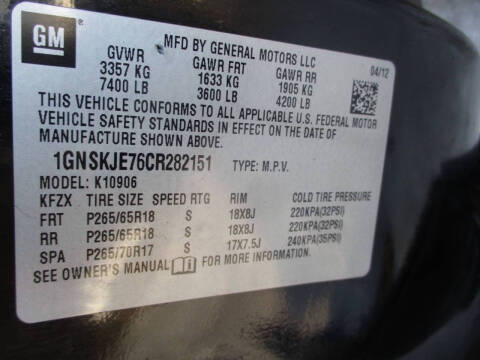 GM
MFD BY GENERAL MOTORS LLC
GVWR GAWR FRT GAWR RR 04/12
3357 KG 1633 KG 1905 KG
7400 LB 3600 LB 4200 LB
THIS VEHICLE CONFORMS TO ALL APPLICABLE U.S. FEDERAL MOTOR
VEHICLE SAFETY STANDARDS IN EFFECT ON THE DATE OF
MANUFACTURE SHOWN ABOVE.
1GNSKJE76CR282151 TYPE: M.P.V.
MODEL: K10906
KFZX TIRE SIZE SPEED RTG RIM COLD TIRE PRESSURE
FRT P265/65R18 S 18X8J 220KPA(32PSI)
RR P265/65R18 S 18X8J 220KPA(32PSI)
SPA P265/70R17 S 17X7.5J 240KPA(35PSI)
SEE OWNER'S MANUAL FOR MORE INFORMATION.